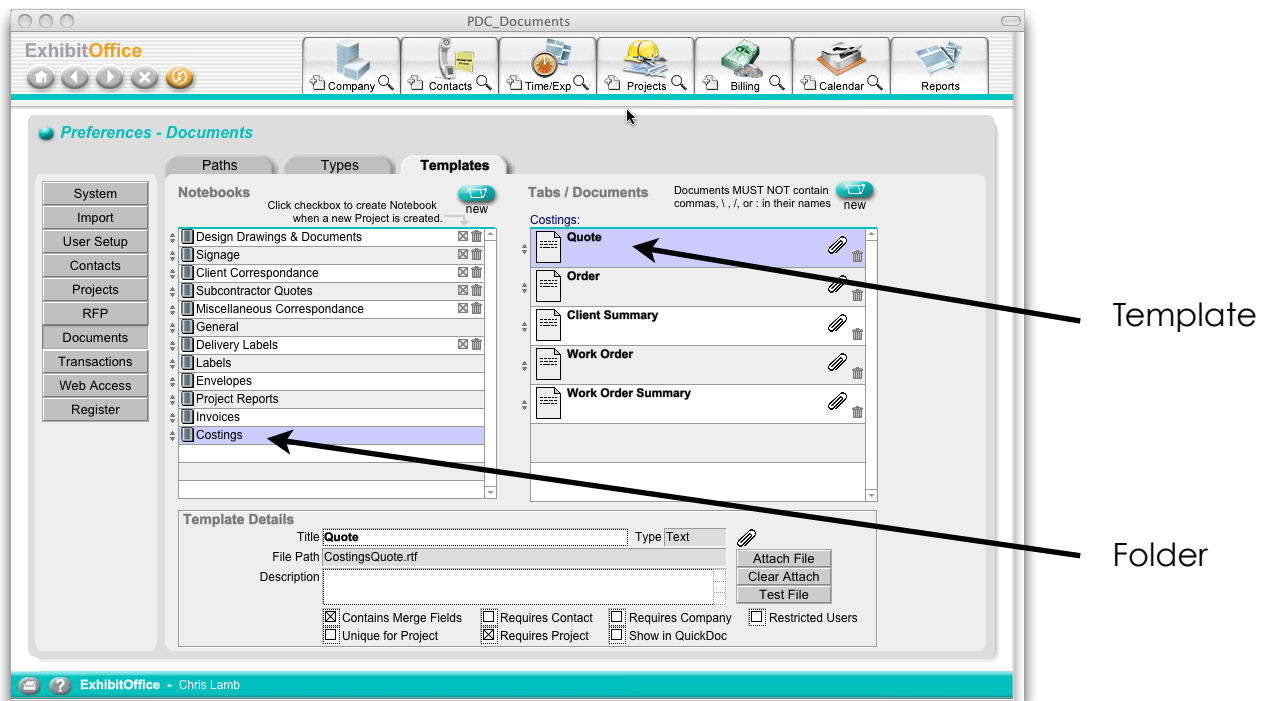 PDC_Documents
ExhibitOffice
Company
Contacts
Time/Exp
Projects
Billing
Calendar
Reports
Preferences - Documents
Paths
Types
Templates
System
Import
User Setup
Contacts
Projects
RFP
Documents
Transactions
Web Access
Register
Notebooks
Click checkbox to create Notebook
when a new Project is created.
new
Design Drawings & Documents
Signage
Client Correspondance
Subcontractor Quotes
Miscellaneous Correspondance
General
Delivery Labels
Labels
Envelopes
Project Reports
Invoices
Costings
Tabs / Documents
Documents MUST NOT contain
commas, \ , /, or : in their names
new
Costings:
Quote
Order
Client Summary
Work Order
Work Order Summary
Template
Folder
Template Details
Title Quote
Type Text
File Path CostingsQuote.rtf
Description
Attach File
Clear Attach
Test File
Contains Merge Fields
Requires Contact
Requires Company
Restricted Users
Unique for Project
Requires Project
Show in QuickDoc
ExhibitOffice - Chris Lamb